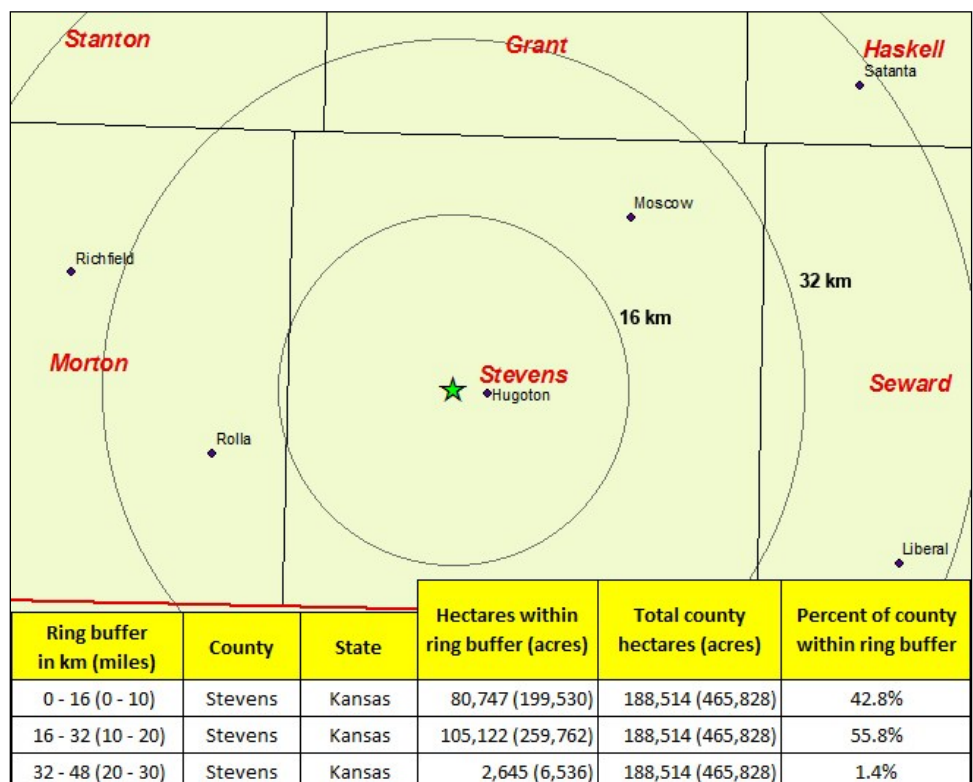 Stanton
Grant
Haskell
Satanta
Moscow
Richfield
32 km
16 km
Morton
Stevens
Seward
Hugoton
Rolla
Liberal
Ring buffer in km (miles) County State Hectares within ring buffer (acres) Total county hectares (acres) Percent of county within ring buffer
0 - 16 (0 - 10) Stevens Kansas 80,747 (199,530) 188,514 (465,828) 42.8%
16 - 32 (10 - 20) Stevens Kansas 105,122 (259,762) 188,514 (465,828) 55.8%
32 - 48 (20 - 30) Stevens Kansas 2,645 (6,536) 188,514 (465,828) 1.4%